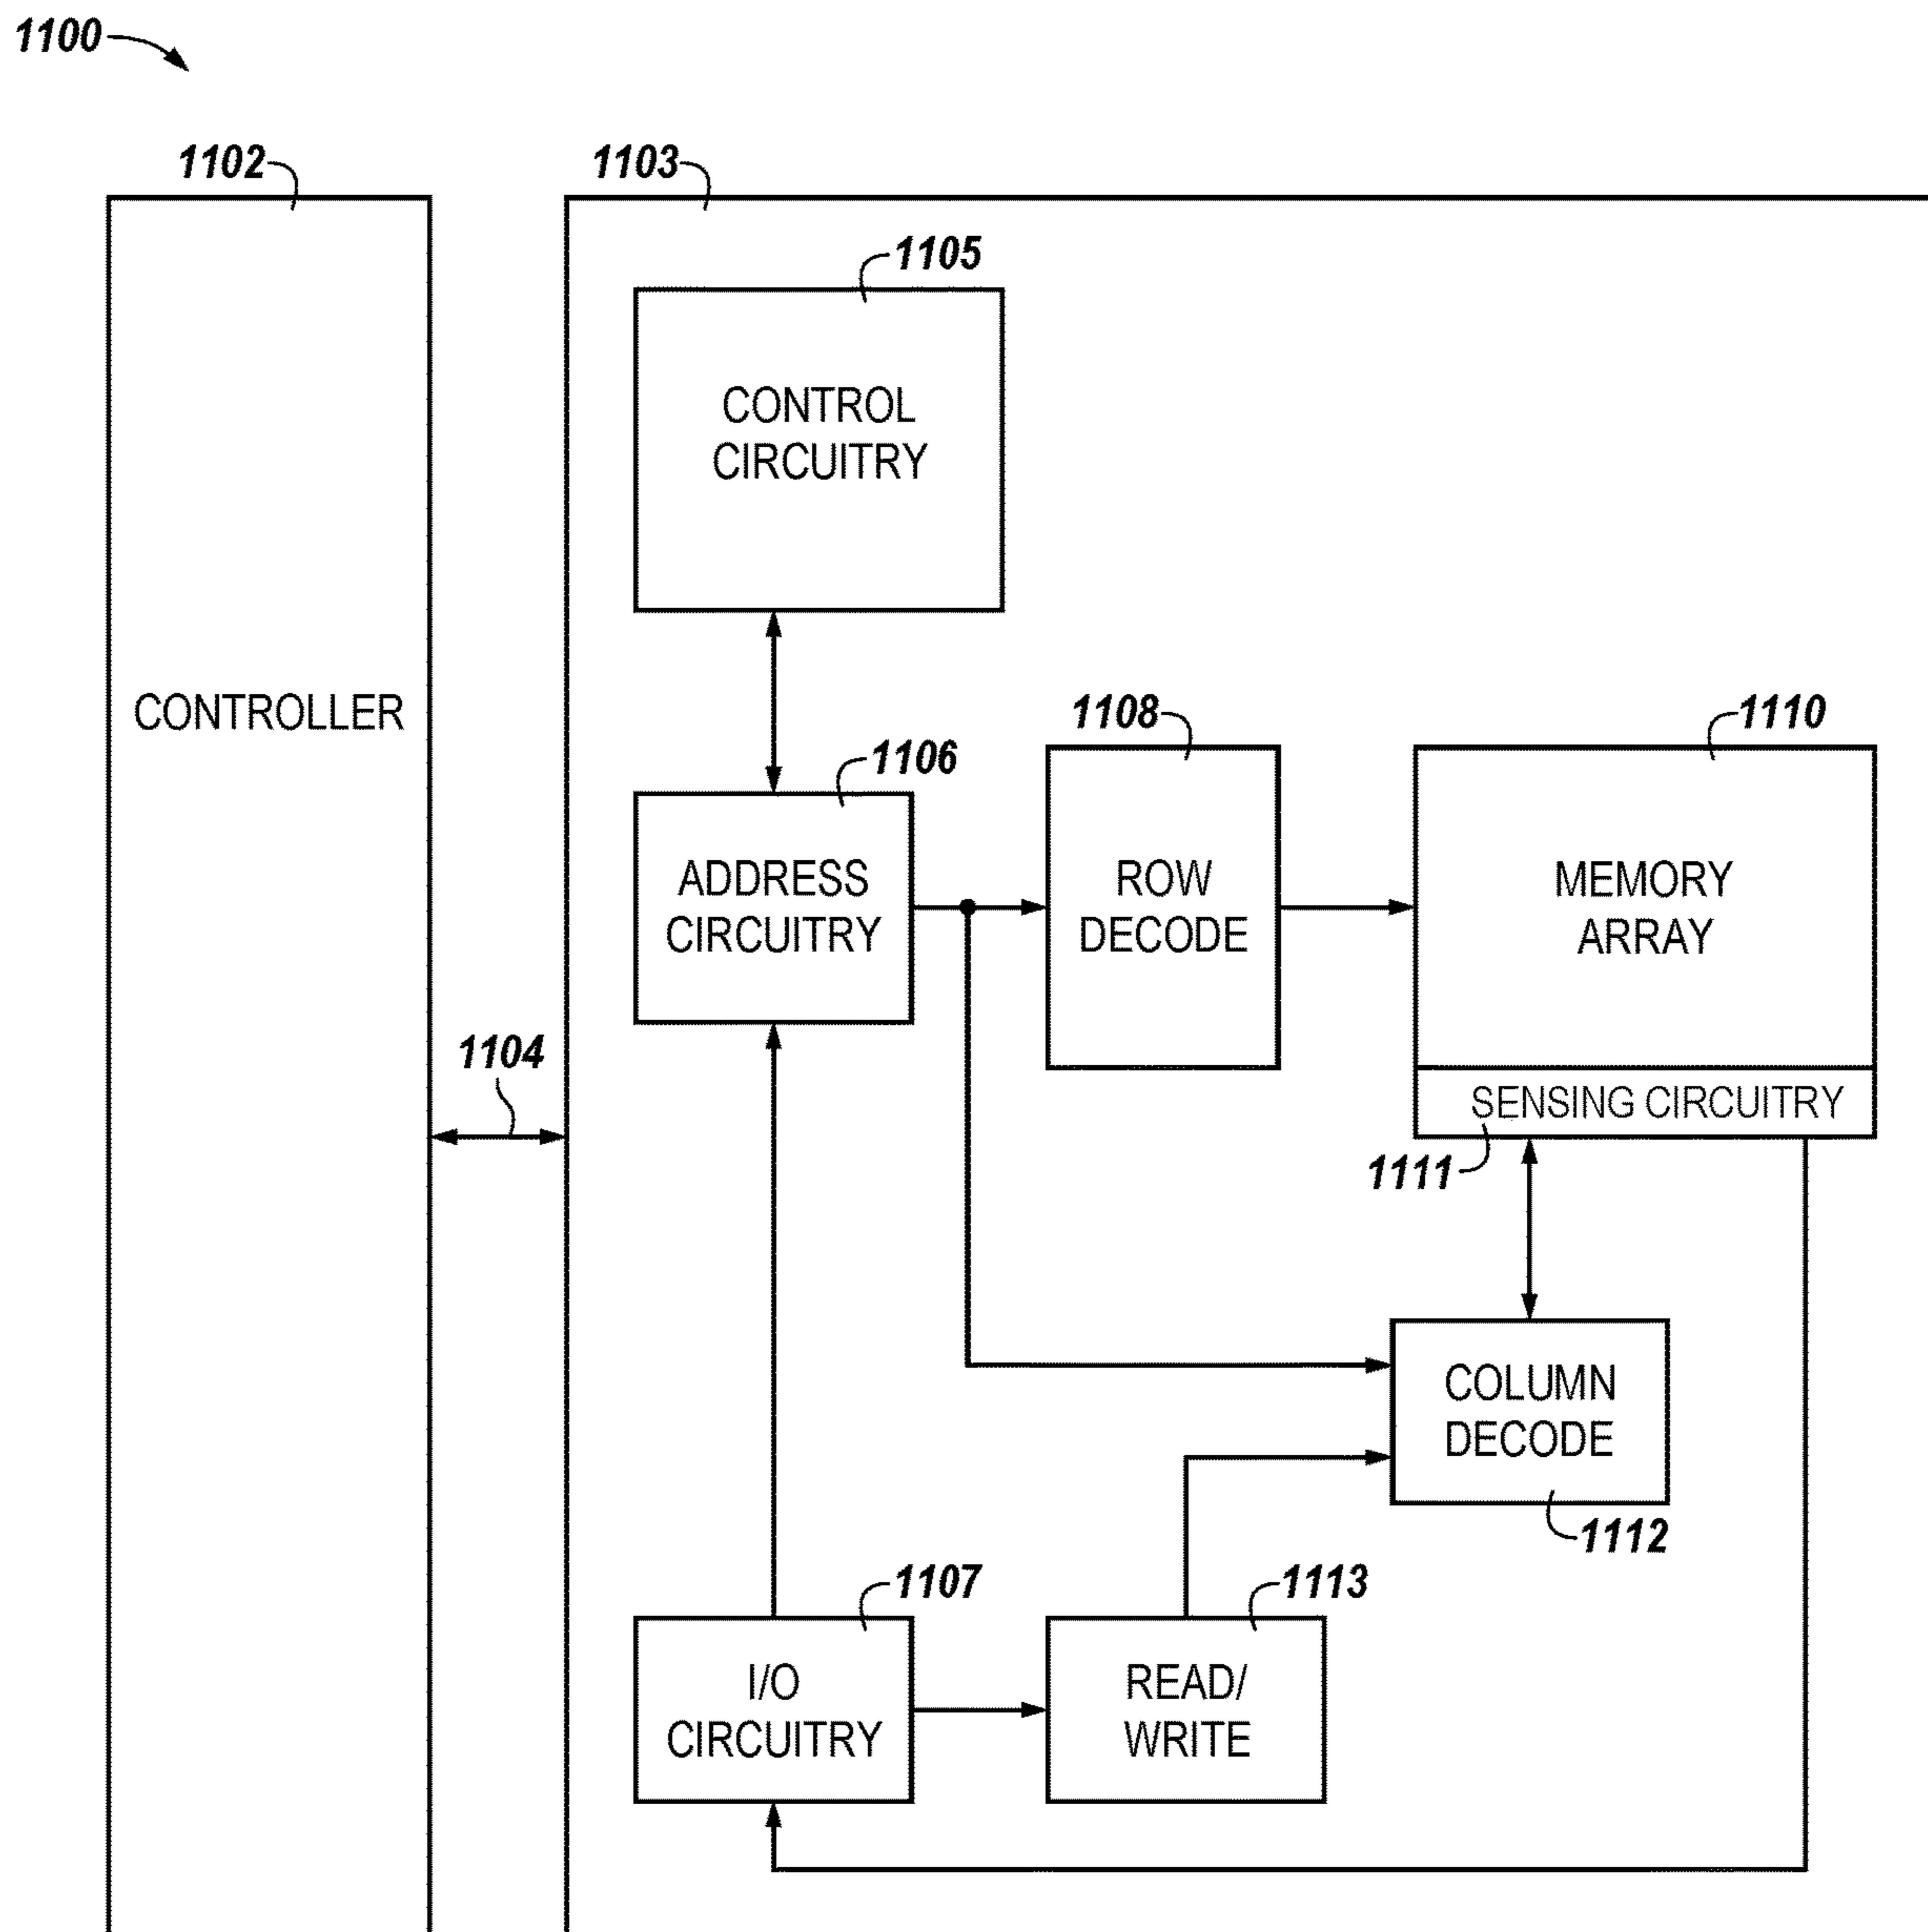 1100
1102
1103
1105
CONTROL
CIRCUITRY
CONTROLLER
1106
1108
1110
ADDRESS
CIRCUITRY
ROW
DECODE
MEMORY
ARRAY
1104
SENSING CIRCUITRY
1111
COLUMN
DECODE
1112
1107
1113
I/O
CIRCUITRY
READ/
WRITE